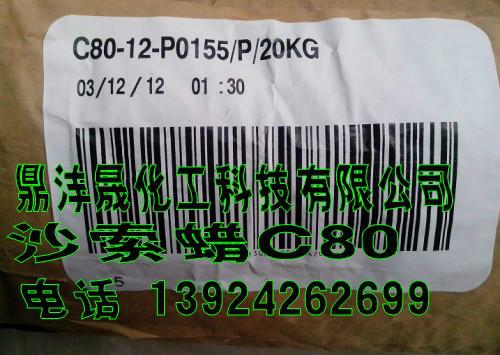 C80-12-P0155/P/20KG
03/12/12 01:30
鼎沣晟化工科技有限公司
沙索蜡C80
电话 13924262699